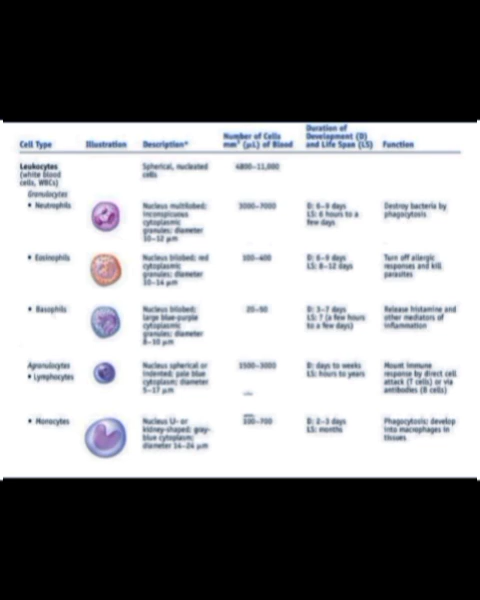 Cell Type Illustration Description* Number of Cells mm³ (µL) of Blood Duration of Development (D) and Life Span (LS) Function
Leukocytes
(white blood
cells, WBCs)
Spherical, nucleated
cells
4800–11,000
Granulocytes
• Neutrophils
Nucleus multilobed;
inconspicuous
cytoplasmic
granules; diameter
10–12 µm
3000–7000
D: 6–9 days
LS: 6 hours to a
few days
Destroy bacteria by
phagocytosis
• Eosinophils
Nucleus bilobed; red
cytoplasmic
granules; diameter
10–14 µm
100–400
D: 6–9 days
LS: 8–12 days
Turn off allergic
responses and kill
parasites
• Basophils
Nucleus bilobed;
large blue-purple
cytoplasmic
granules; diameter
8–10 µm
20–50
D: 3–7 days
LS: ? (a few hours
to a few days)
Release histamine and
other mediators of
inflammation
Agranulocytes
• Lymphocytes
Nucleus spherical or
indented; pale blue
cytoplasm; diameter
5–17 µm
1500–3000
D: days to weeks
LS: hours to years
Mount immune
response by direct cell
attack (T cells) or via
antibodies (B cells)
• Monocytes
Nucleus U- or
kidney-shaped; gray-
blue cytoplasm;
diameter 14–24 µm
100–700
D: 2–3 days
LS: months
Phagocytosis; develop
into macrophages in
tissues